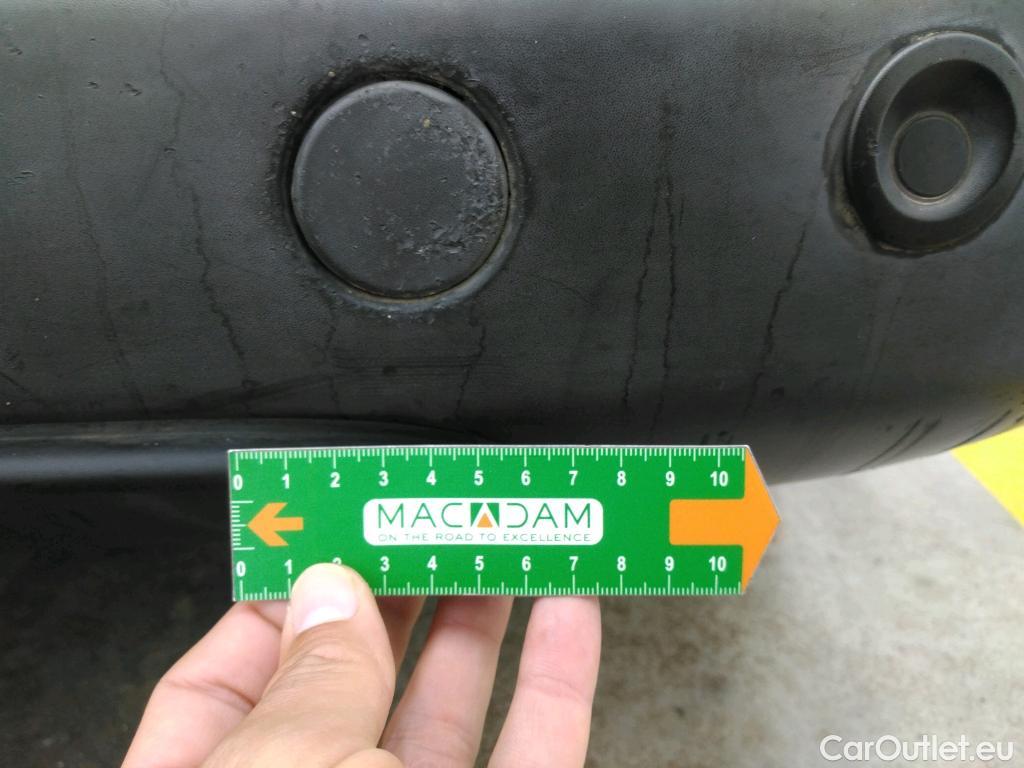 0 1 2 3 4 5 6 7 8 9 10
MACADAM
ON THE ROAD TO EXCELLENCE
0 1 3 4 5 6 7 8 9 10
CarOutlet.eu